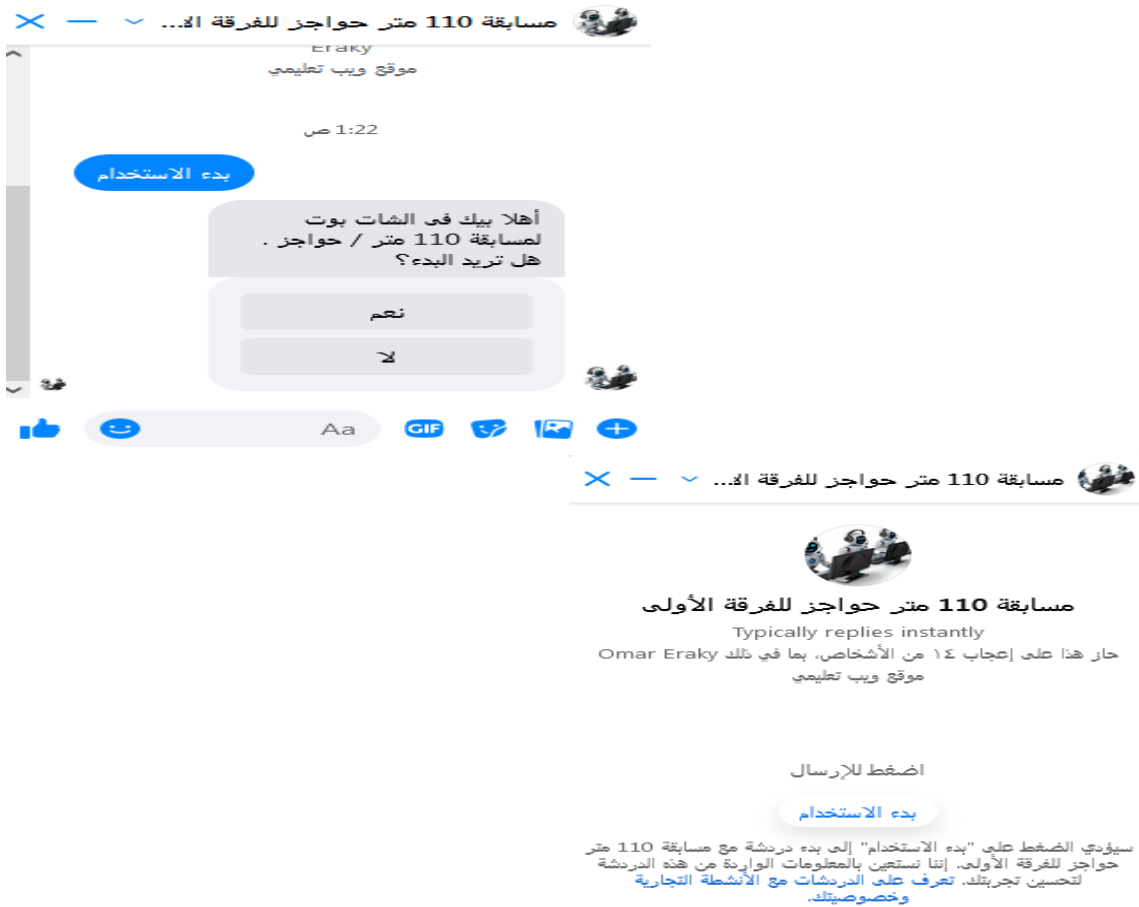 مسابقة 110 متر حواجز للفرقة الا...
Eraky
موقع ويب تعليمي
1:22 ص
بدء الاستخدام
أهلا بيك فى الشات بوت
لمسابقة 110 متر / حواجز .
هل تريد البدء؟
نعم
لا
Aa
GIF
مسابقة 110 متر حواجز للفرقة الا...
مسابقة 110 متر حواجز للفرقة الأولى
Typically replies instantly
حاز هذا على إعجاب ١٤ من الأشخاص، بما في ذلك Omar Eraky
موقع ويب تعليمي
اضغط للإرسال
بدء الاستخدام
سيؤدي الضغط على "بدء الاستخدام" إلى بدء دردشة مع مسابقة 110 متر
حواجز للفرقة الأولى. إننا نستعين بالمعلومات الواردة من هذه الدردشة
لتحسين تجربتك. تعرف على الدردشات مع الأنشطة التجارية
وخصوصيتك.